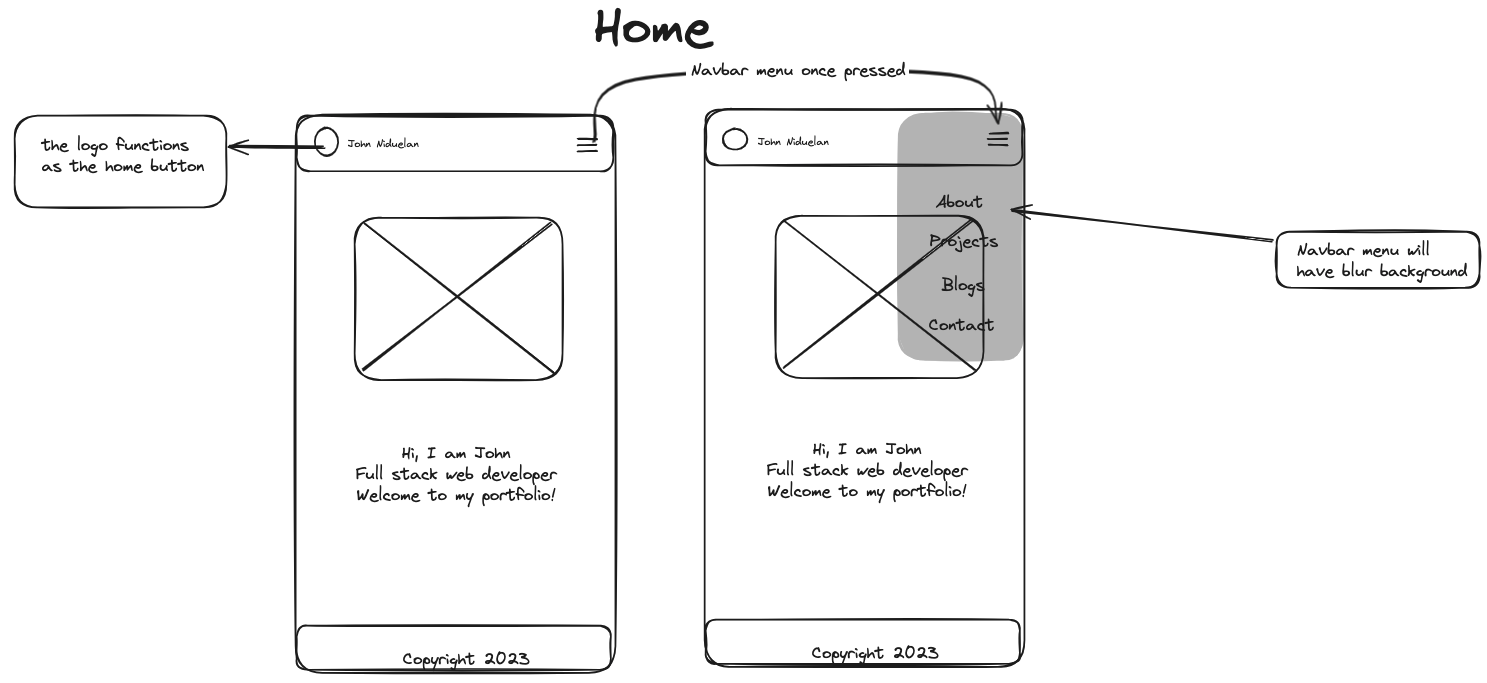 Home
Navbar menu once pressed
the logo functions
as the home button
John Niduelan
Hi, I am John
Full stack web developer
Welcome to my portfolio!
Copyright 2023
John Niduelan
About
Projects
Blogs
Contact
Hi, I am John
Full stack web developer
Welcome to my portfolio!
Copyright 2023
Navbar menu will
have blur background